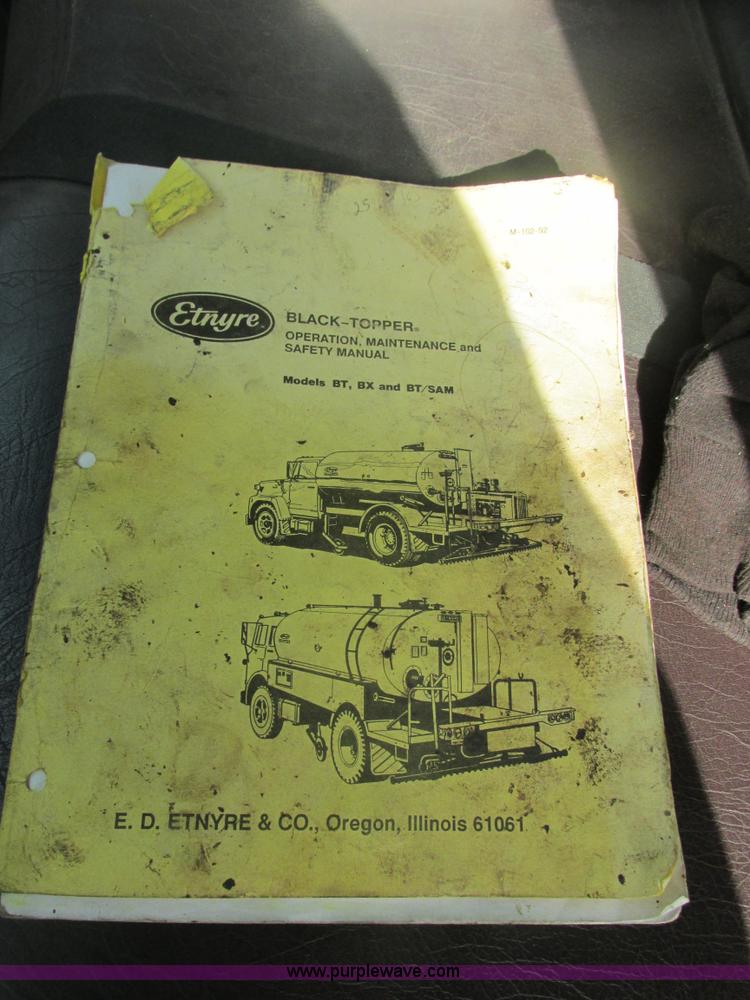 M-102-92
Etnyre
BLACK-TOPPER®
OPERATION, MAINTENANCE and
SAFETY MANUAL
Models BT, BX and BT/SAM
E. D. ETNYRE & CO., Oregon, Illinois 61061
www.purplewave.com